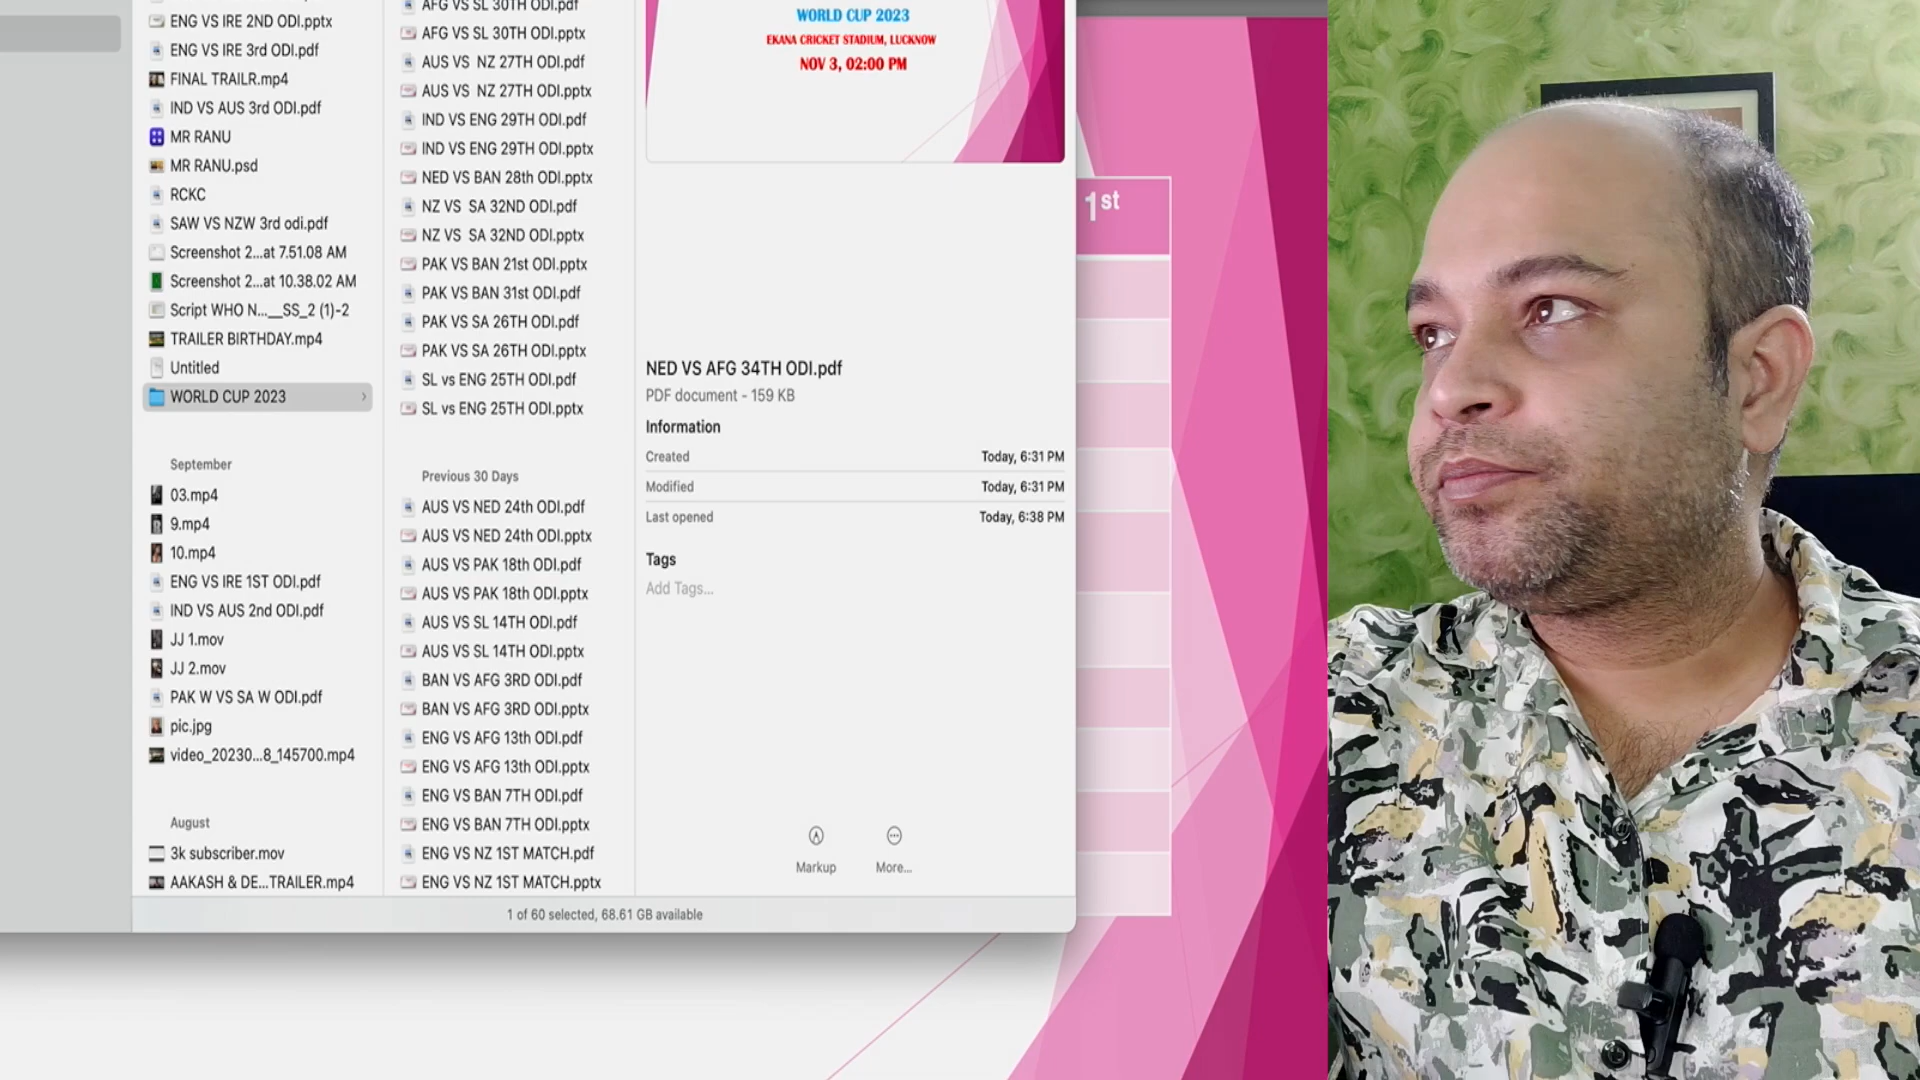 ENG VS IRE 2ND ODI.pptx
ENG VS IRE 3rd ODI.pdf
FINAL TRAILR.mp4
IND VS AUS 3rd ODI.pdf
MR RANU
MR RANU.psd
RCKC
SAW VS NZW 3rd odi.pdf
Screenshot 2...at 7.51.08 AM
Screenshot 2...at 10.38.02 AM
Script WHO N...__SS_2 (1)-2
TRAILER BIRTHDAY.mp4
Untitled
WORLD CUP 2023
September
03.mp4
9.mp4
10.mp4
ENG VS IRE 1ST ODI.pdf
IND VS AUS 2nd ODI.pdf
JJ 1.mov
JJ 2.mov
PAK W VS SA W ODI.pdf
pic.jpg
video_20230...8_145700.mp4
August
3k subscriber.mov
AAKASH & DE...TRAILER.mp4
AFG VS SL 30TH ODI.pdf
AFG VS SL 30TH ODI.pptx
AUS VS  NZ 27TH ODI.pdf
AUS VS  NZ 27TH ODI.pptx
IND VS ENG 29TH ODI.pdf
IND VS ENG 29TH ODI.pptx
NED VS BAN 28th ODI.pptx
NZ VS  SA 32ND ODI.pdf
NZ VS  SA 32ND ODI.pptx
PAK VS BAN 21st ODI.pptx
PAK VS BAN 31st ODI.pdf
PAK VS SA 26TH ODI.pdf
PAK VS SA 26TH ODI.pptx
SL vs ENG 25TH ODI.pdf
SL vs ENG 25TH ODI.pptx
Previous 30 Days
AUS VS NED 24th ODI.pdf
AUS VS NED 24th ODI.pptx
AUS VS PAK 18th ODI.pdf
AUS VS PAK 18th ODI.pptx
AUS VS SL 14TH ODI.pdf
AUS VS SL 14TH ODI.pptx
BAN VS AFG 3RD ODI.pdf
BAN VS AFG 3RD ODI.pptx
ENG VS AFG 13th ODI.pdf
ENG VS AFG 13th ODI.pptx
ENG VS BAN 7TH ODI.pdf
ENG VS BAN 7TH ODI.pptx
ENG VS NZ 1ST MATCH.pdf
ENG VS NZ 1ST MATCH.pptx
WORLD CUP 2023
EKANA CRICKET STADIUM, LUCKNOW
NOV 3, 02:00 PM
NED VS AFG 34TH ODI.pdf
PDF document - 159 KB
Information
Created Today, 6:31 PM
Modified Today, 6:31 PM
Last opened Today, 6:38 PM
Tags
Add Tags...
Markup More...
1 of 60 selected, 68.61 GB available
1st